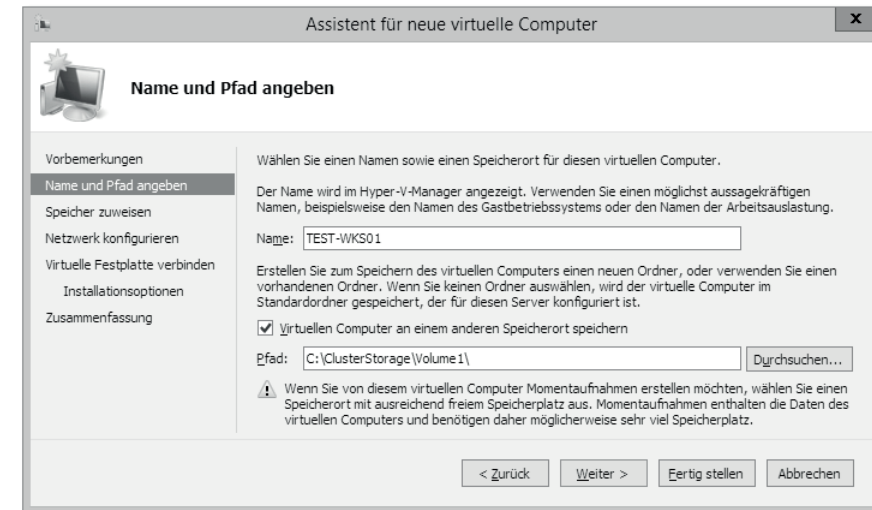 Assistent für neue virtuelle Computer
x
Name und Pfad angeben
Vorbemerkungen
Name und Pfad angeben
Speicher zuweisen
Netzwerk konfigurieren
Virtuelle Festplatte verbinden
Installationsoptionen
Zusammenfassung
Wählen Sie einen Namen sowie einen Speicherort für diesen virtuellen Computer.
Der Name wird im Hyper-V-Manager angezeigt. Verwenden Sie einen möglichst aussagekräftigen
Namen, beispielsweise den Namen des Gastbetriebssystems oder den Namen der Arbeitsauslastung.
Name: TEST-WKS01
Erstellen Sie zum Speichern des virtuellen Computers einen neuen Ordner, oder verwenden Sie einen
vorhandenen Ordner. Wenn Sie keinen Ordner auswählen, wird der virtuelle Computer im
Standardordner gespeichert, der für diesen Server konfiguriert ist.
Virtuellen Computer an einem anderen Speicherort speichern
Pfad: C:\ClusterStorage\Volume1\ Durchsuchen...
Wenn Sie von diesem virtuellen Computer Momentaufnahmen erstellen möchten, wählen Sie einen
Speicherort mit ausreichend freiem Speicherplatz aus. Momentaufnahmen enthalten die Daten des
virtuellen Computers und benötigen daher möglicherweise sehr viel Speicherplatz.
< Zurück Weiter > Fertig stellen Abbrechen